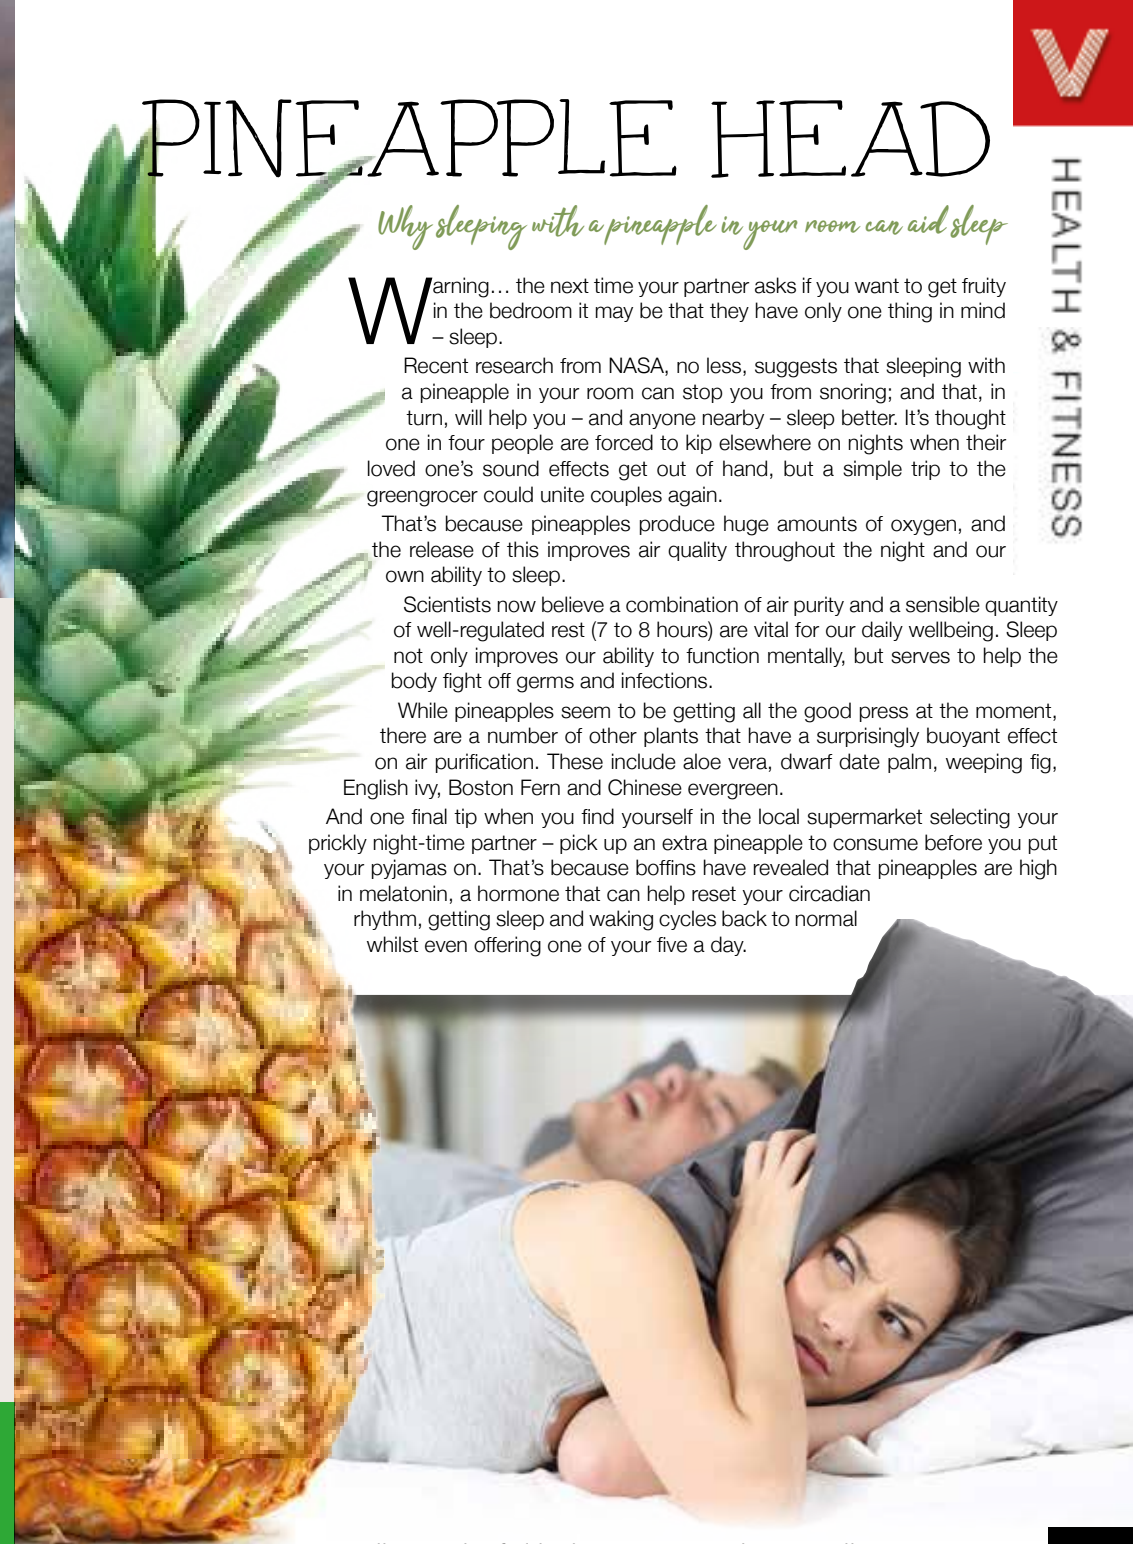 V
HEALTH & FITNESS
PINEAPPLE HEAD
Why sleeping with a pineapple in your room can aid sleep
Warning… the next time your partner asks if you want to get fruity
in the bedroom it may be that they have only one thing in mind
– sleep.
Recent research from NASA, no less, suggests that sleeping with
a pineapple in your room can stop you from snoring; and that, in
turn, will help you – and anyone nearby – sleep better. It’s thought
one in four people are forced to kip elsewhere on nights when their
loved one’s sound effects get out of hand, but a simple trip to the
greengrocer could unite couples again.
That’s because pineapples produce huge amounts of oxygen, and
the release of this improves air quality throughout the night and our
own ability to sleep.
Scientists now believe a combination of air purity and a sensible quantity
of well-regulated rest (7 to 8 hours) are vital for our daily wellbeing. Sleep
not only improves our ability to function mentally, but serves to help the
body fight off germs and infections.
While pineapples seem to be getting all the good press at the moment,
there are a number of other plants that have a surprisingly buoyant effect
on air purification. These include aloe vera, dwarf date palm, weeping fig,
English ivy, Boston Fern and Chinese evergreen.
And one final tip when you find yourself in the local supermarket selecting your
prickly night-time partner – pick up an extra pineapple to consume before you put
your pyjamas on. That’s because boffins have revealed that pineapples are high
in melatonin, a hormone that can help reset your circadian
rhythm, getting sleep and waking cycles back to normal
whilst even offering one of your five a day.